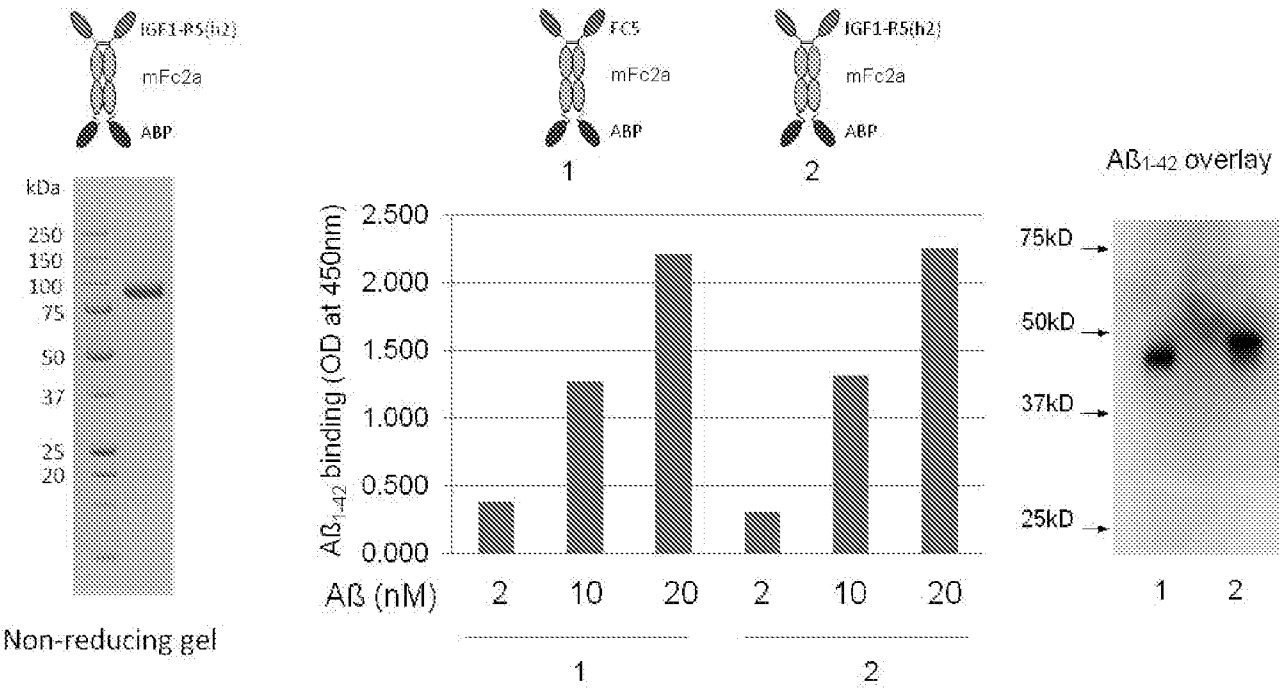 IGF1-R5(h2)
mFc2a
ABP
kDa
250
150
100
75
50
37
25
20
Non-reducing gel
FC5
mFc2a
ABP
1
IGF1-R5(h2)
mFc2a
ABP
2
Aß1-42 binding (OD at 450nm)
2.500
2.000
1.500
1.000
0.500
0.000
Aß (nM) 2 10 20 2 10 20
1 2
Aß1-42 overlay
75kD
50kD
37kD
25kD
1 2